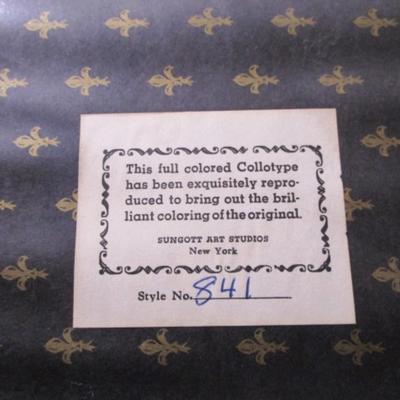 This full colored Collotype
has been exquisitely repro-
duced to bring out the bril-
liant coloring of the original.
SUNGOTT ART STUDIOS
New York
Style No. 841